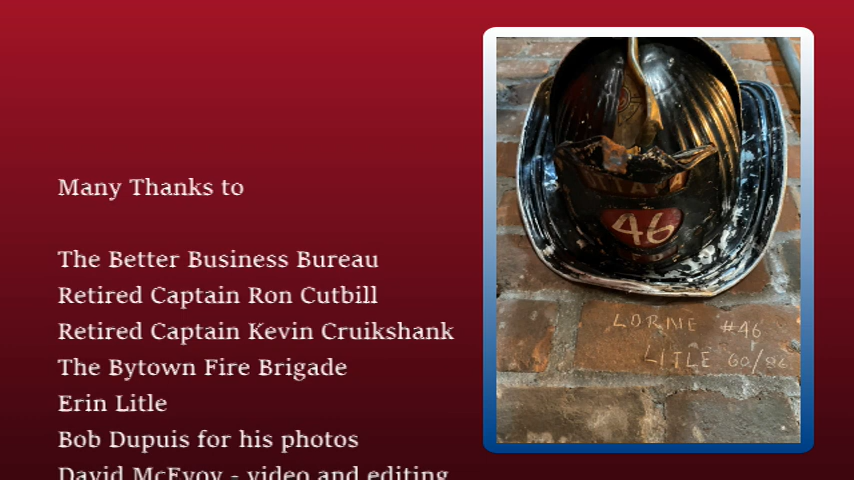 Many Thanks to
The Better Business Bureau
Retired Captain Ron Cutbill
Retired Captain Kevin Cruikshank
The Bytown Fire Brigade
Erin Litle
Bob Dupuis for his photos
David McEvoy - video and editing
46
LORNE #46
LITLE 60/86